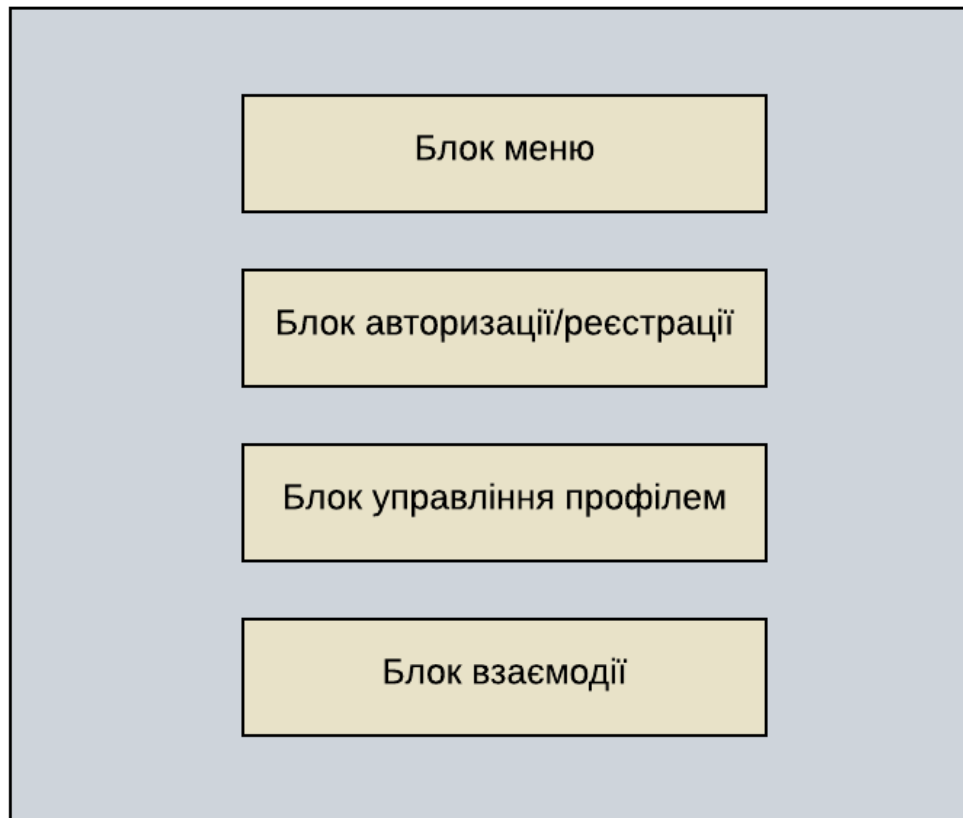 Блок меню
Блок авторизації/реєстрації
Блок управління профілем
Блок взаємодії